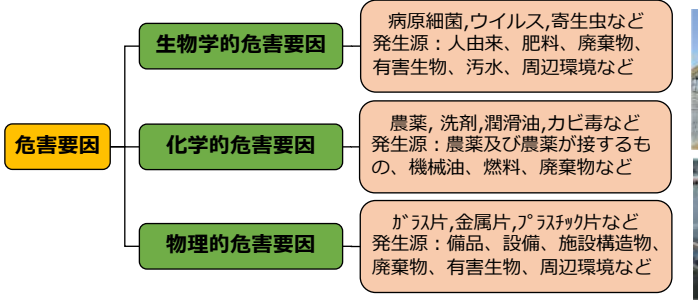 危害要因
生物学的危害要因
病原細菌,ウイルス,寄生虫など
発生源：人由来、肥料、廃棄物、
有害生物、汚水、周辺環境など
化学的危害要因
農薬, 洗剤,潤滑油,カビ毒など
発生源：農薬及び農薬が接するも
の、機械油、燃料、廃棄物など
物理的危害要因
ｶﾞﾗｽ片,金属片,ﾌﾟﾗｽﾁｯｸ片など
発生源：備品、設備、施設構造物、
廃棄物、有害生物、周辺環境など